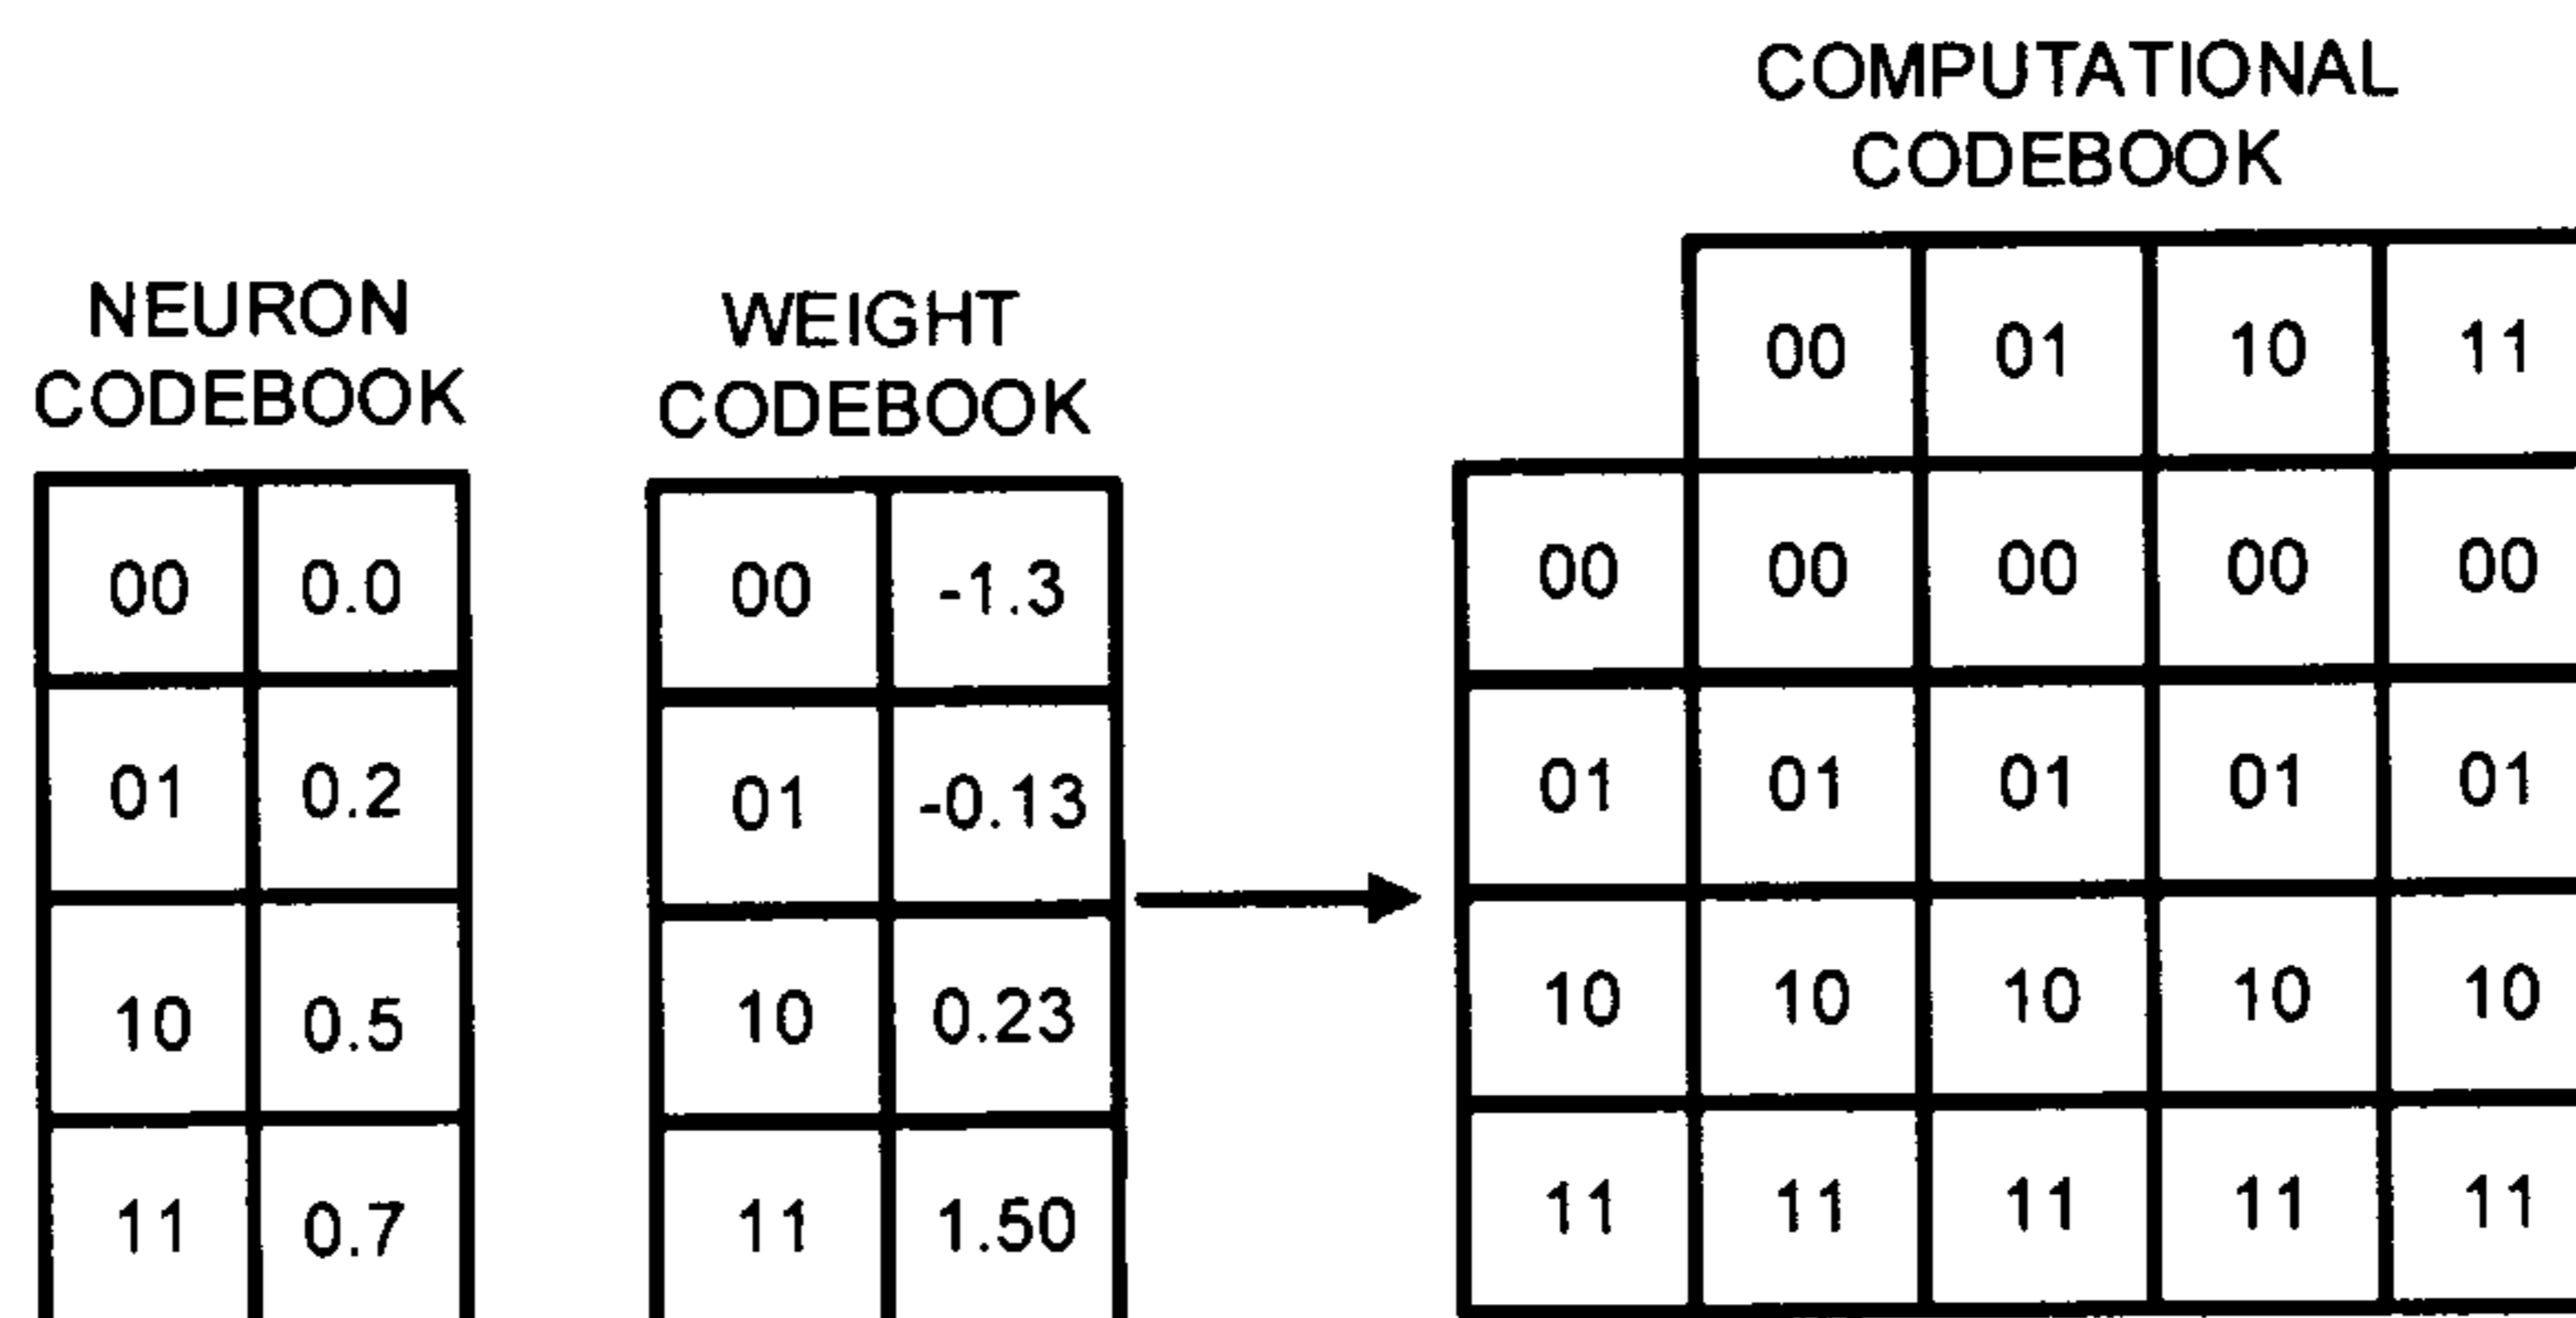 COMPUTATIONAL
CODEBOOK
NEURON
CODEBOOK
WEIGHT
CODEBOOK
00 0.0
01 0.2
10 0.5
11 0.7
00 -1.3
01 -0.13
10 0.23
11 1.50
00 01 10 11
00 00 00 00 00
01 01 01 01 01
10 10 10 10 10
11 11 11 11 11